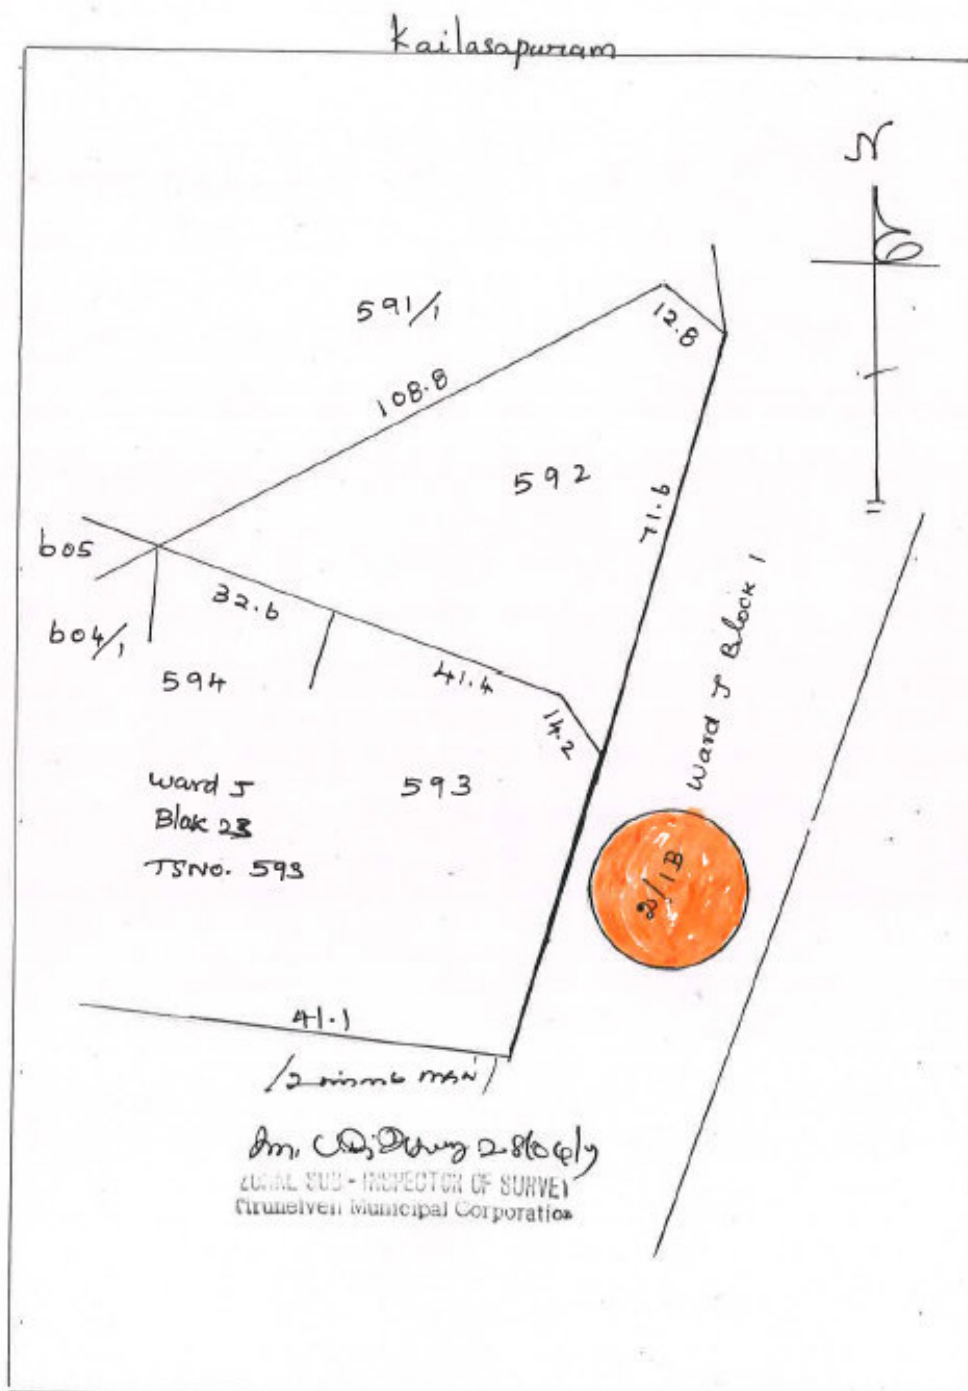 Kailasapuram
N
591/1
12.8
108.8
592
71.6
605
32.6
604/1
594
41.4
14.2
Ward J Block 1
593
Ward J
Blok 23
TSNO. 593
2/1B
41.1
ZONAL SUB - INSPECTOR OF SURVEY
Tirunelveli Municipal Corporation